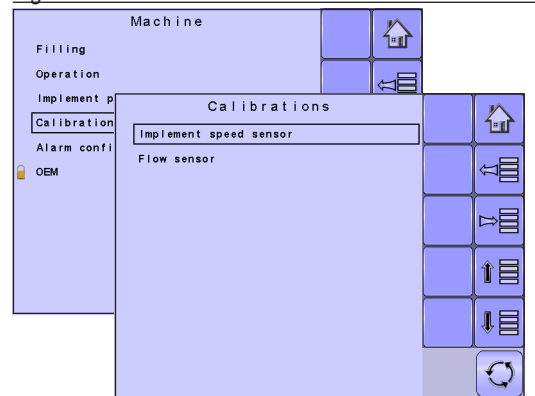 Machine
Filling
Operation
Implement p
Calibration
Alarm confi
OEM
Calibrations
Implement speed sensor
Flow sensor